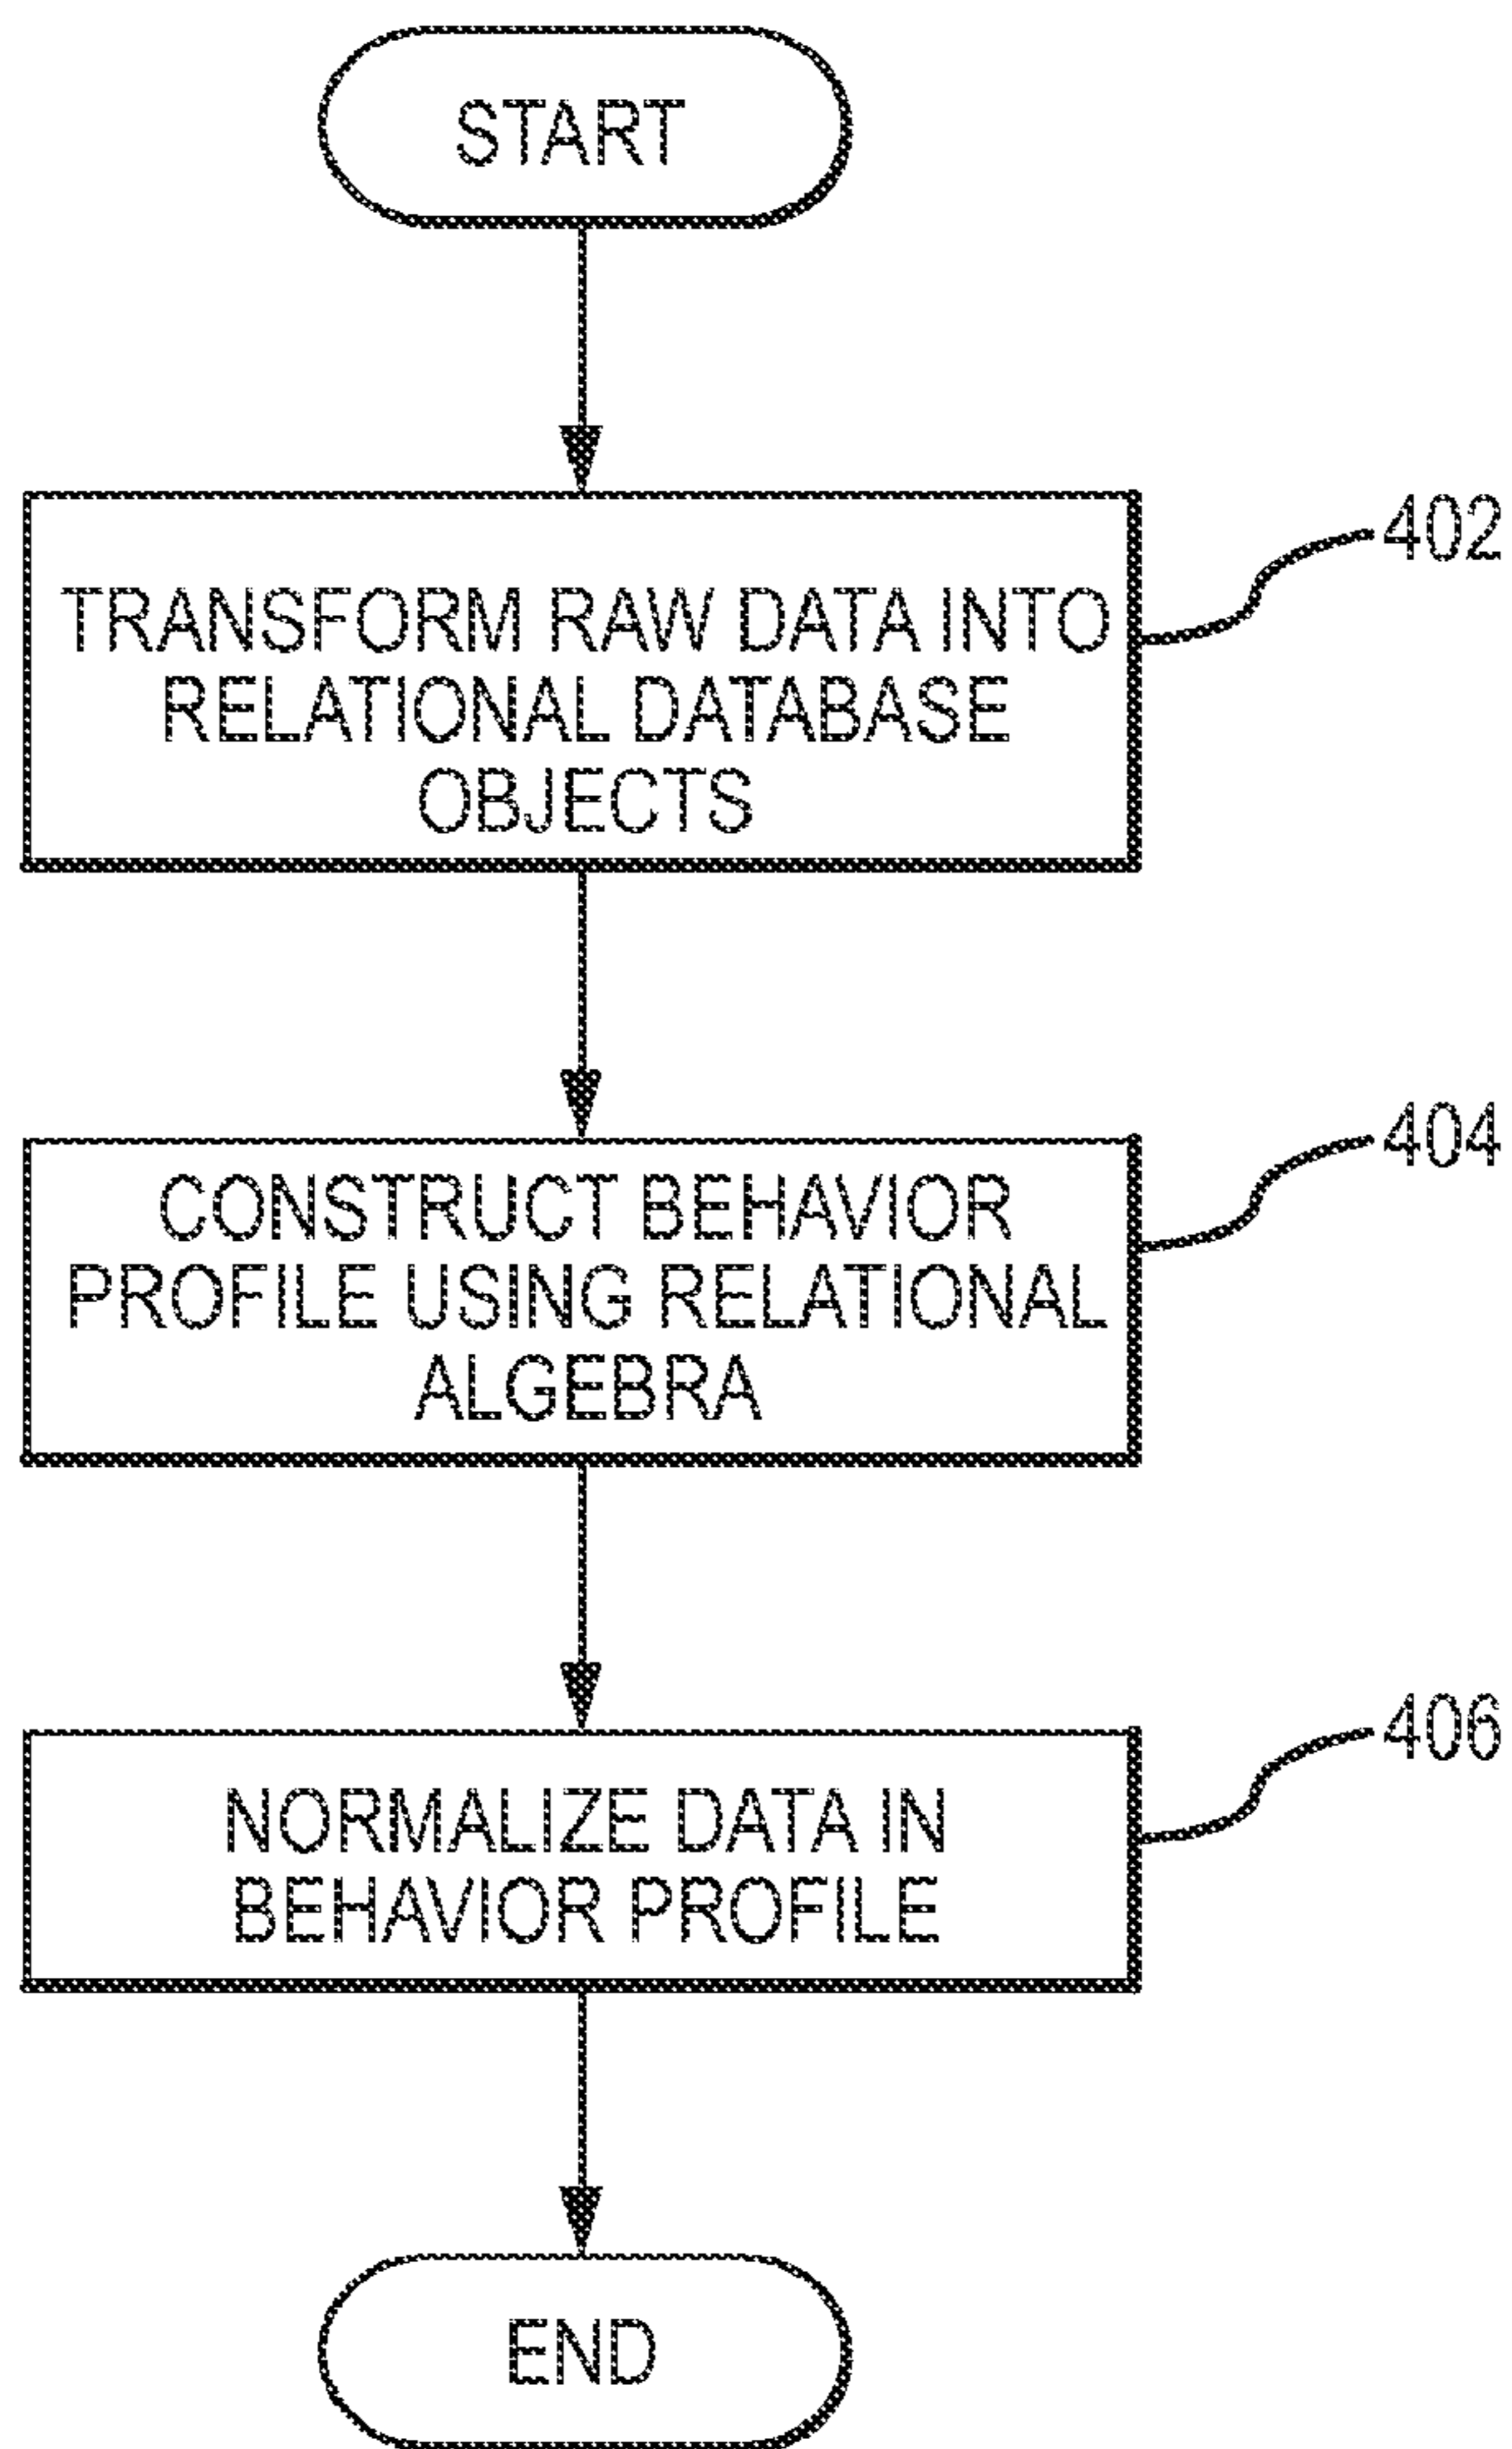 START
402
TRANSFORM RAW DATA INTO
RELATIONAL DATABASE
OBJECTS
404
CONSTRUCT BEHAVIOR
PROFILE USING RELATIONAL
ALGEBRA
406
NORMALIZE DATA IN
BEHAVIOR PROFILE
END